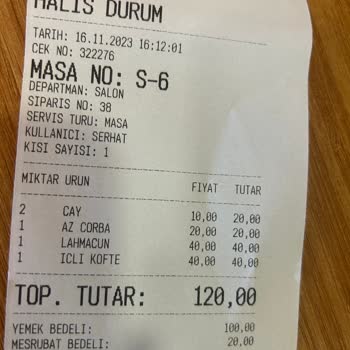 HALIS DURUM
TARIH: 16.11.2023 16:12:01
CEK NO: 322276
MASA NO: S-6
DEPARTMAN: SALON
SIPARIS NO: 38
SERVIS TURU: MASA
KULLANICI: SERHAT
KISI SAYISI: 1
MIKTAR URUN FIYAT TUTAR
2 CAY 10,00 20,00
1 AZ CORBA 20,00 20,00
1 LAHMACUN 40,00 40,00
1 ICLI KOFTE 40,00 40,00
TOP. TUTAR: 120,00
YEMEK BEDELI: 100,00
MESRUBAT BEDELI: 20,00